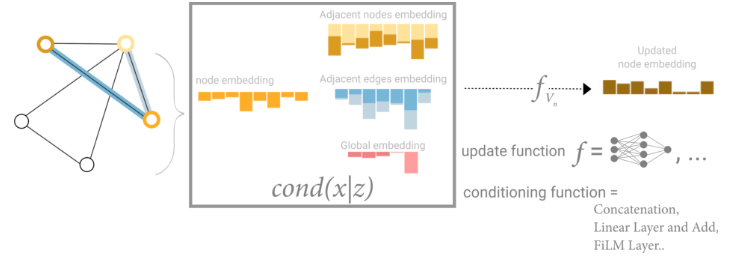 Adjacent nodes embedding
node embedding
Adjacent edges embedding
Global embedding
cond(x|z)
f_{V_n}
Updated
node embedding
update function f = , ...
conditioning function =
Concatenation,
Linear Layer and Add,
FiLM Layer..